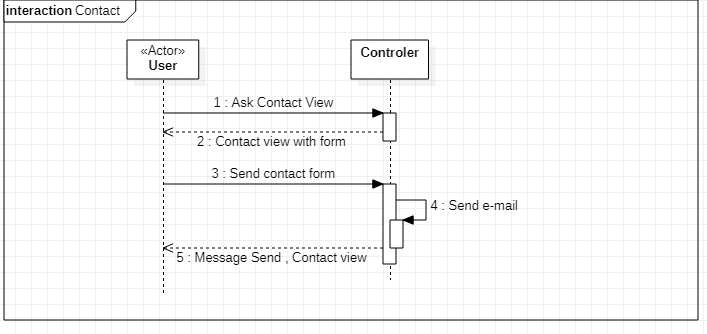 interaction Contact
«Actor»
User
Controler
1 : Ask Contact View
2 : Contact view with form
3 : Send contact form
4 : Send e-mail
5 : Message Send , Contact view